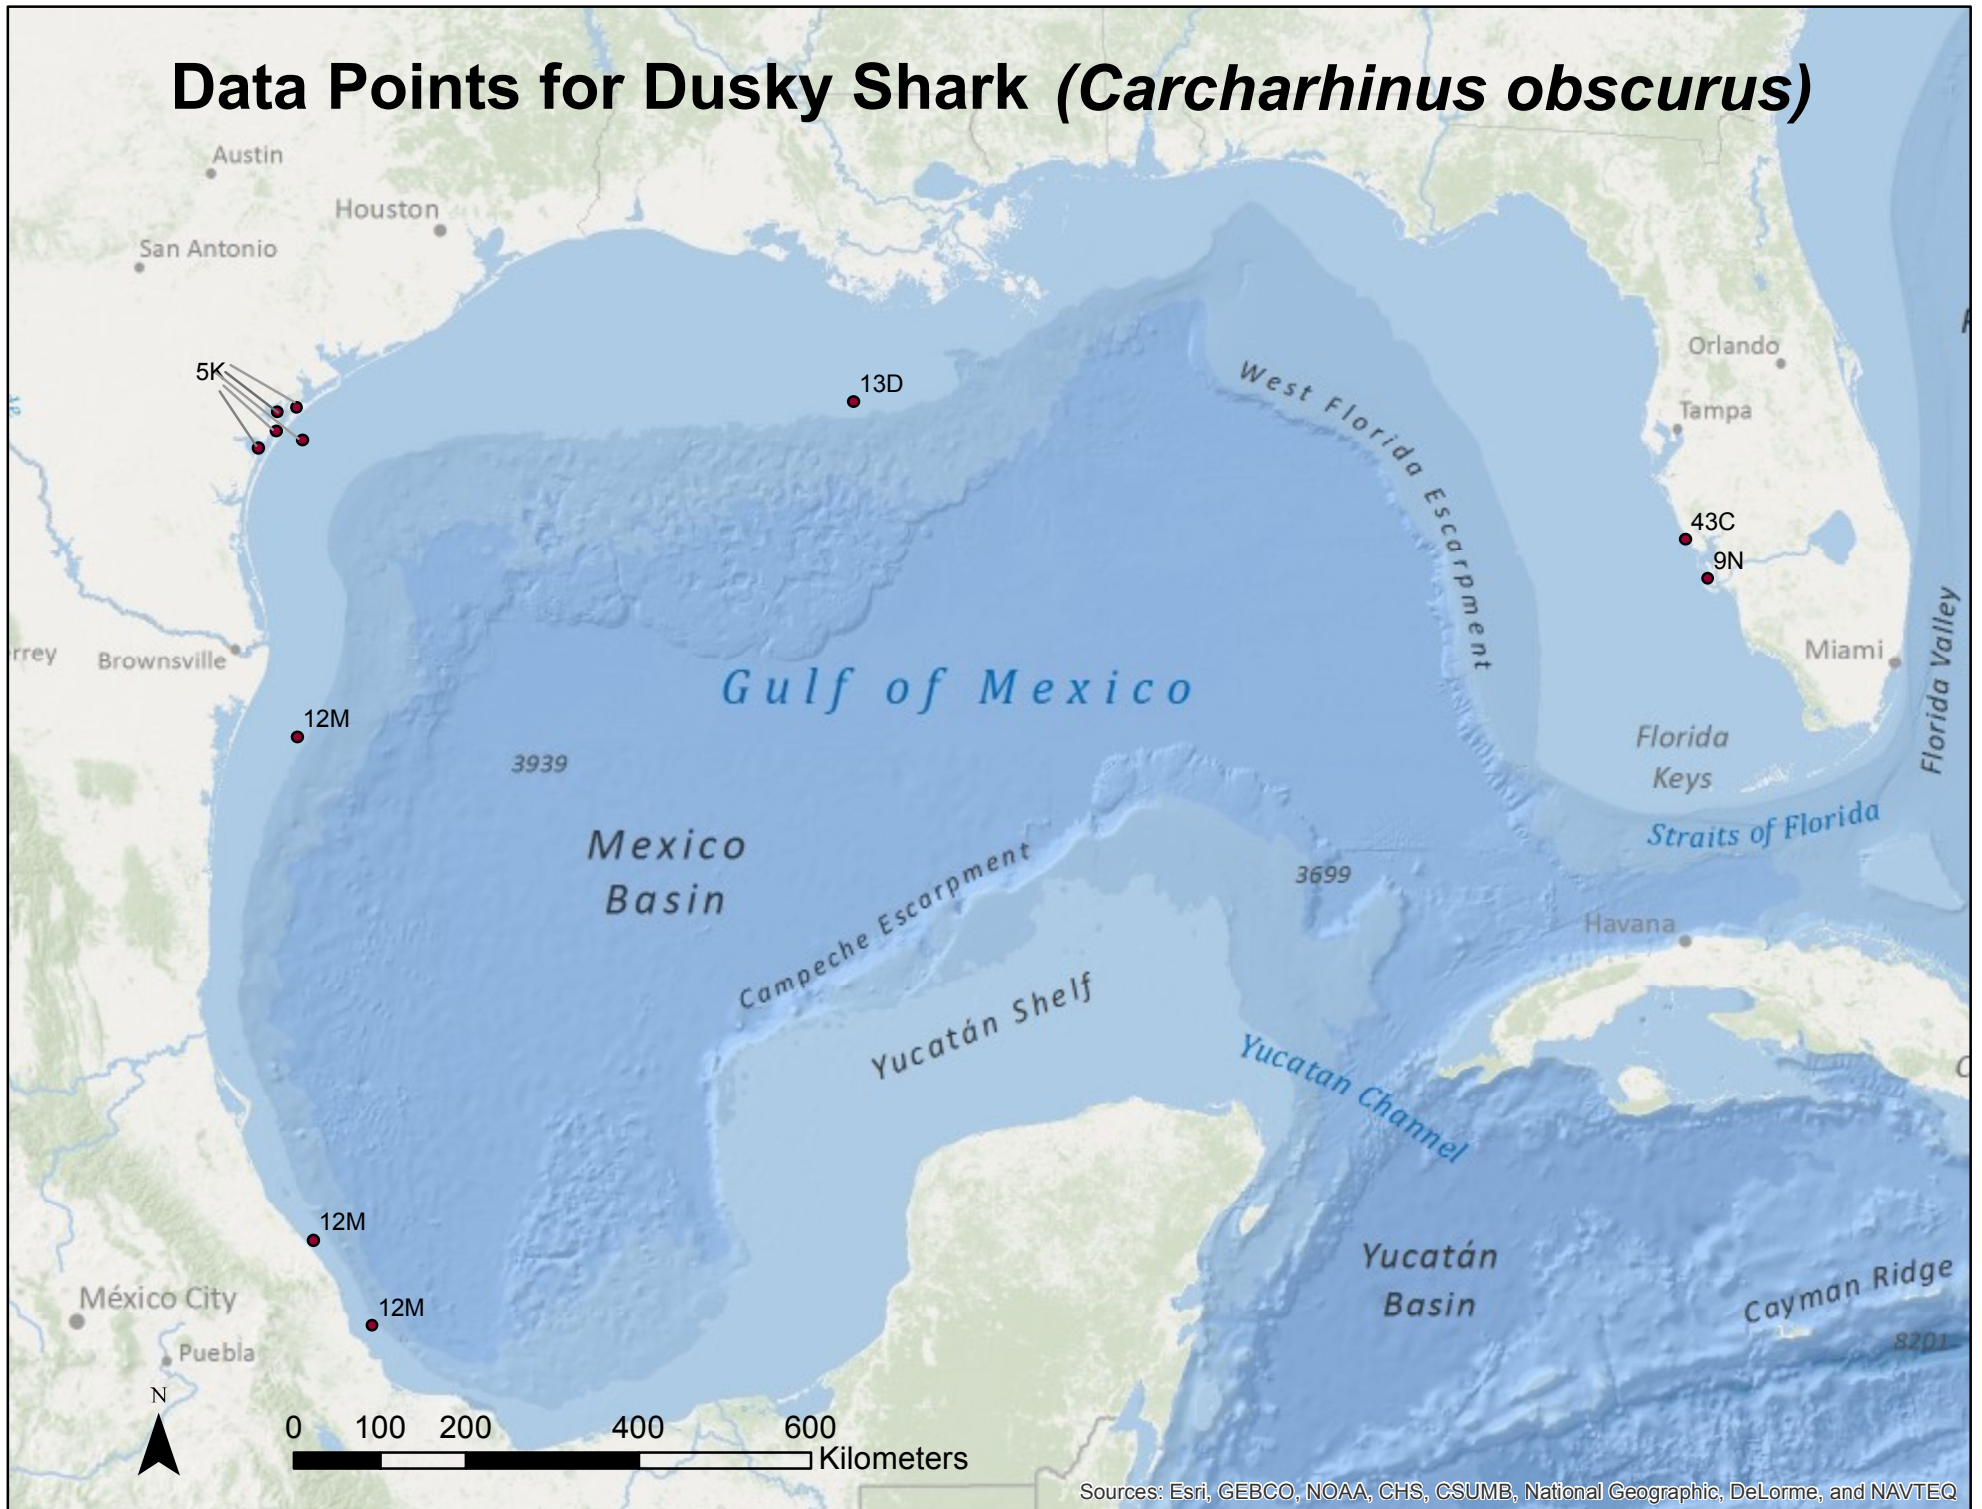 Data Points for Dusky Shark (Carcharhinus obscurus)
Austin
Houston
San Antonio
5K
13D
Orlando
Tampa
West Florida Escarpment
43C
9N
rrey
Brownsville
Miami
Florida Valley
Gulf of Mexico
12M
3939
Florida
Keys
Straits of Florida
Mexico
Basin
Campeche Escarpment
3699
Havana
Yucatán Shelf
Yucatan Channel
12M
12M
México City
Puebla
Yucatán
Basin
Cayman Ridge
8201
N
0 100 200 400 600
Kilometers
Sources: Esri, GEBCO, NOAA, CHS, CSUMB, National Geographic, DeLorme, and NAVTEQ